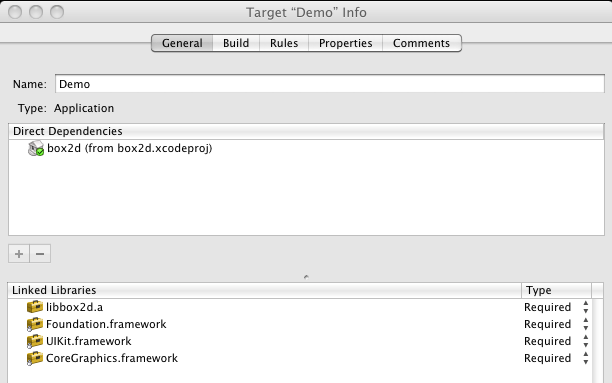 Target “Demo” Info
General Build Rules Properties Comments
Name: Demo
Type: Application
Direct Dependencies
box2d (from box2d.xcodeproj)
Linked Libraries Type
libbox2d.a Required
Foundation.framework Required
UIKit.framework Required
CoreGraphics.framework Required